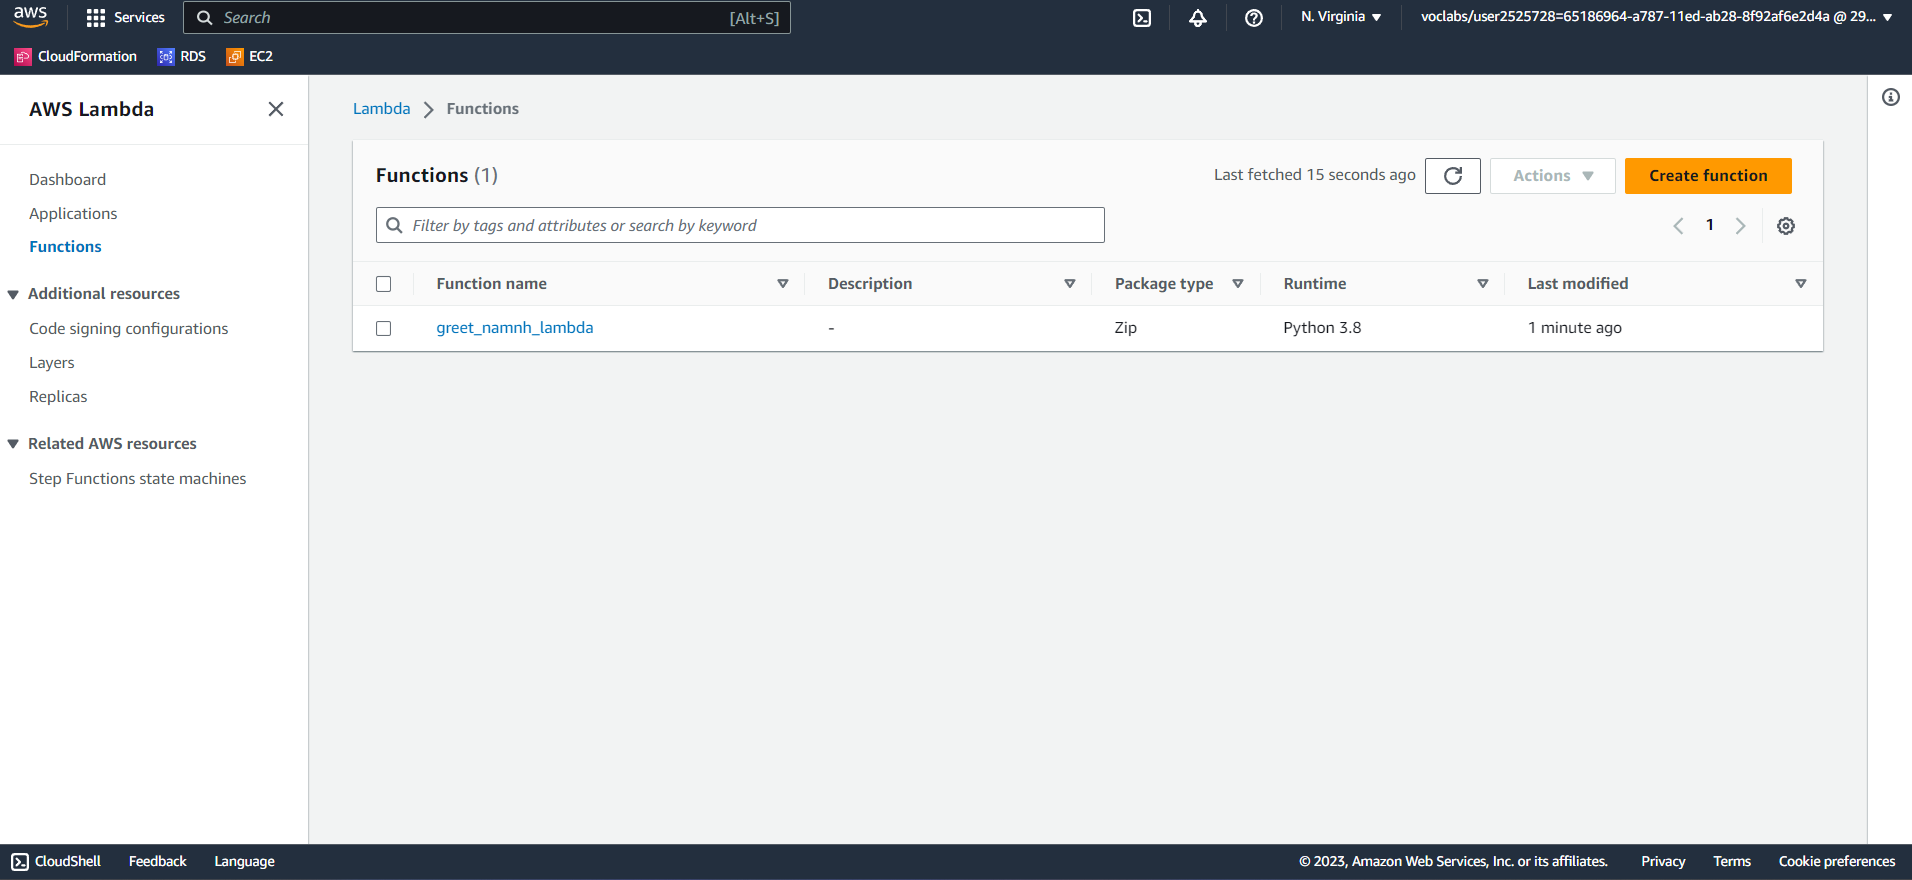 aws Services Search [Alt+S] N. Virginia voclabs/user2525728=65186964-a787-11ed-ab28-8f92af6e2d4a @ 29...
CloudFormation RDS EC2
AWS Lambda
Dashboard
Applications
Functions
Additional resources
Code signing configurations
Layers
Replicas
Related AWS resources
Step Functions state machines
Lambda Functions
Functions (1) Last fetched 15 seconds ago Actions Create function
Filter by tags and attributes or search by keyword 1
Function name Description Package type Runtime Last modified
greet_namnh_lambda - Zip Python 3.8 1 minute ago
CloudShell Feedback Language © 2023, Amazon Web Services, Inc. or its affiliates. Privacy Terms Cookie preferences